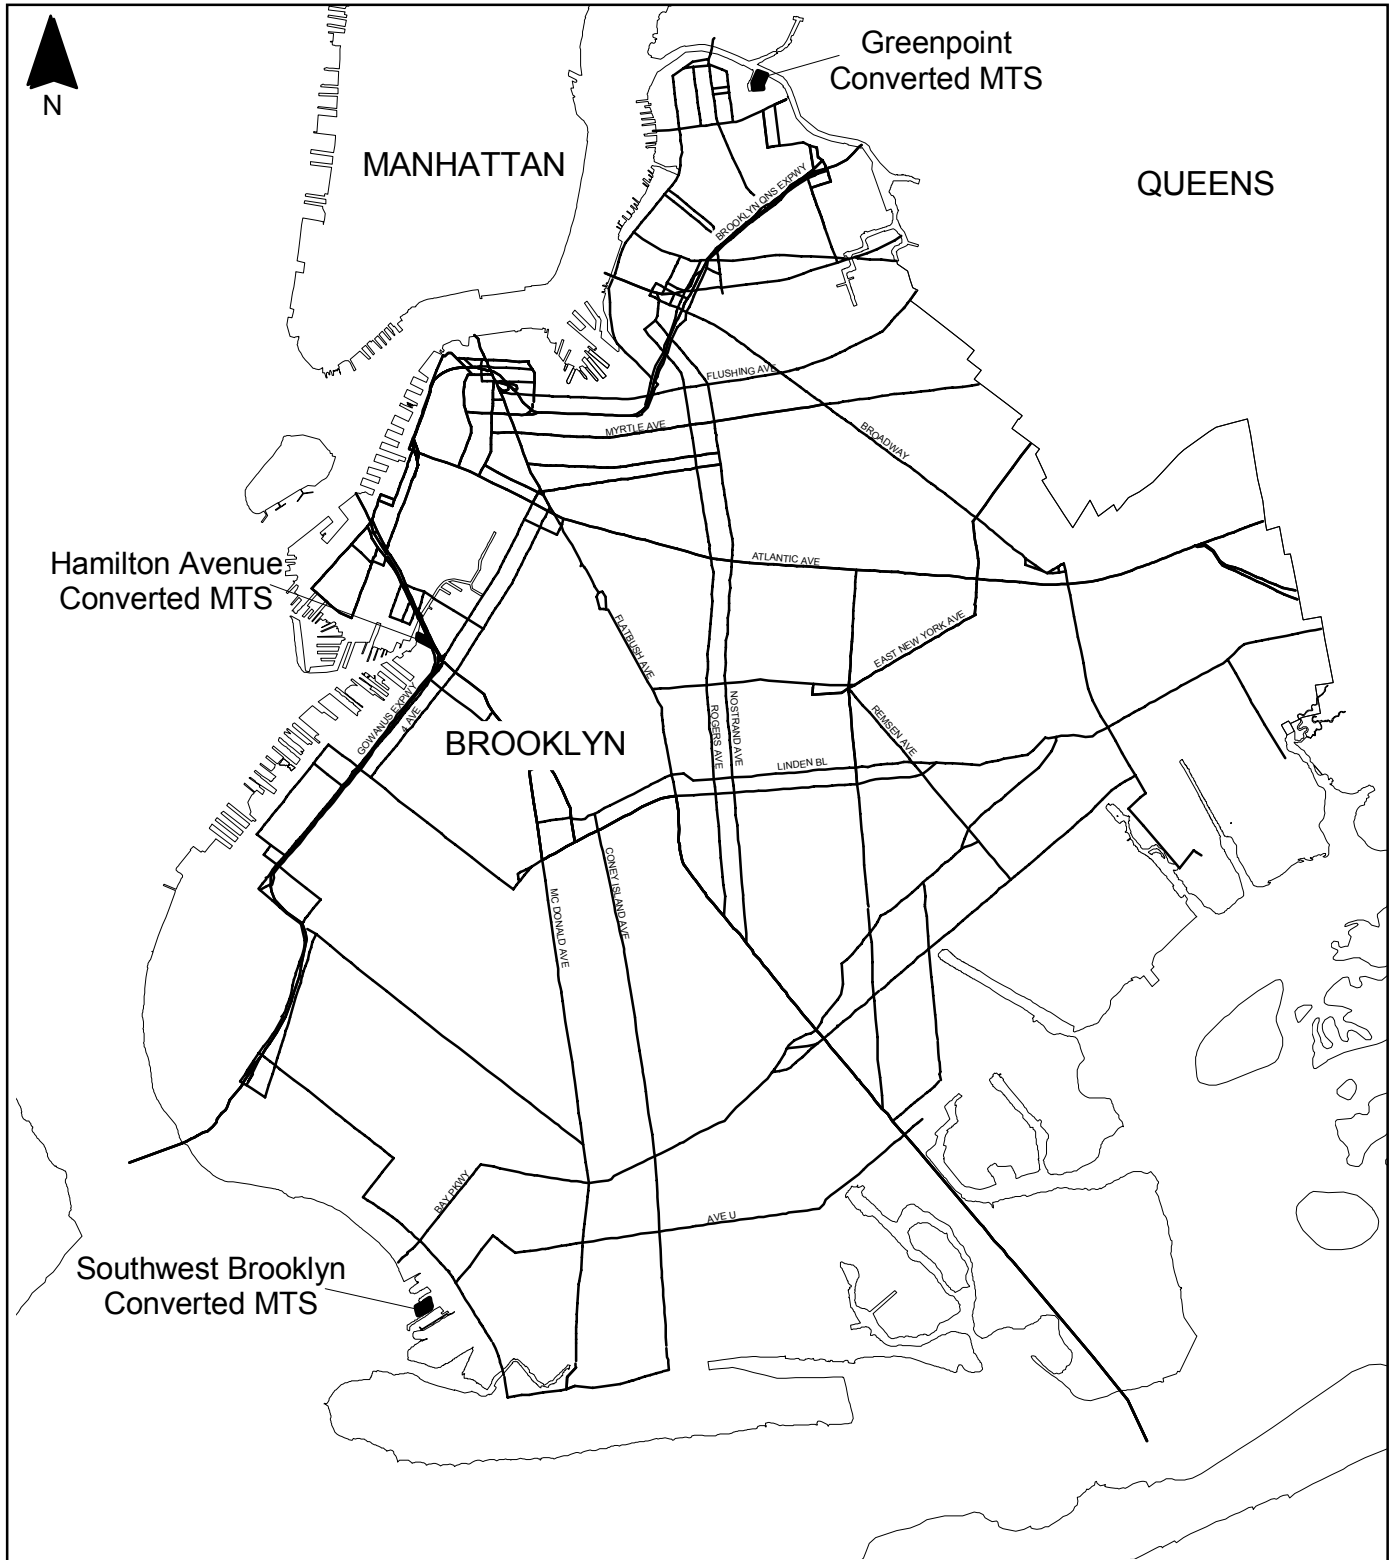 Greenpoint
Converted MTS
N
MANHATTAN
QUEENS
BROOKLYN QNS EXPWY
FLUSHING AVE
MYRTLE AVE
BROADWAY
Hamilton Avenue
Converted MTS
ATLANTIC AVE
FLATBUSH AVE
EAST NEW YORK AVE
GOWANUS EXPWY
4 AVE
BROOKLYN
ROGERS AVE
NOSTRAND AVE
REMSEN AVE
LINDEN BL
MC DONALD AVE
CONEY ISLAND AVE
BAY PKWY
AVE U
Southwest Brooklyn
Converted MTS